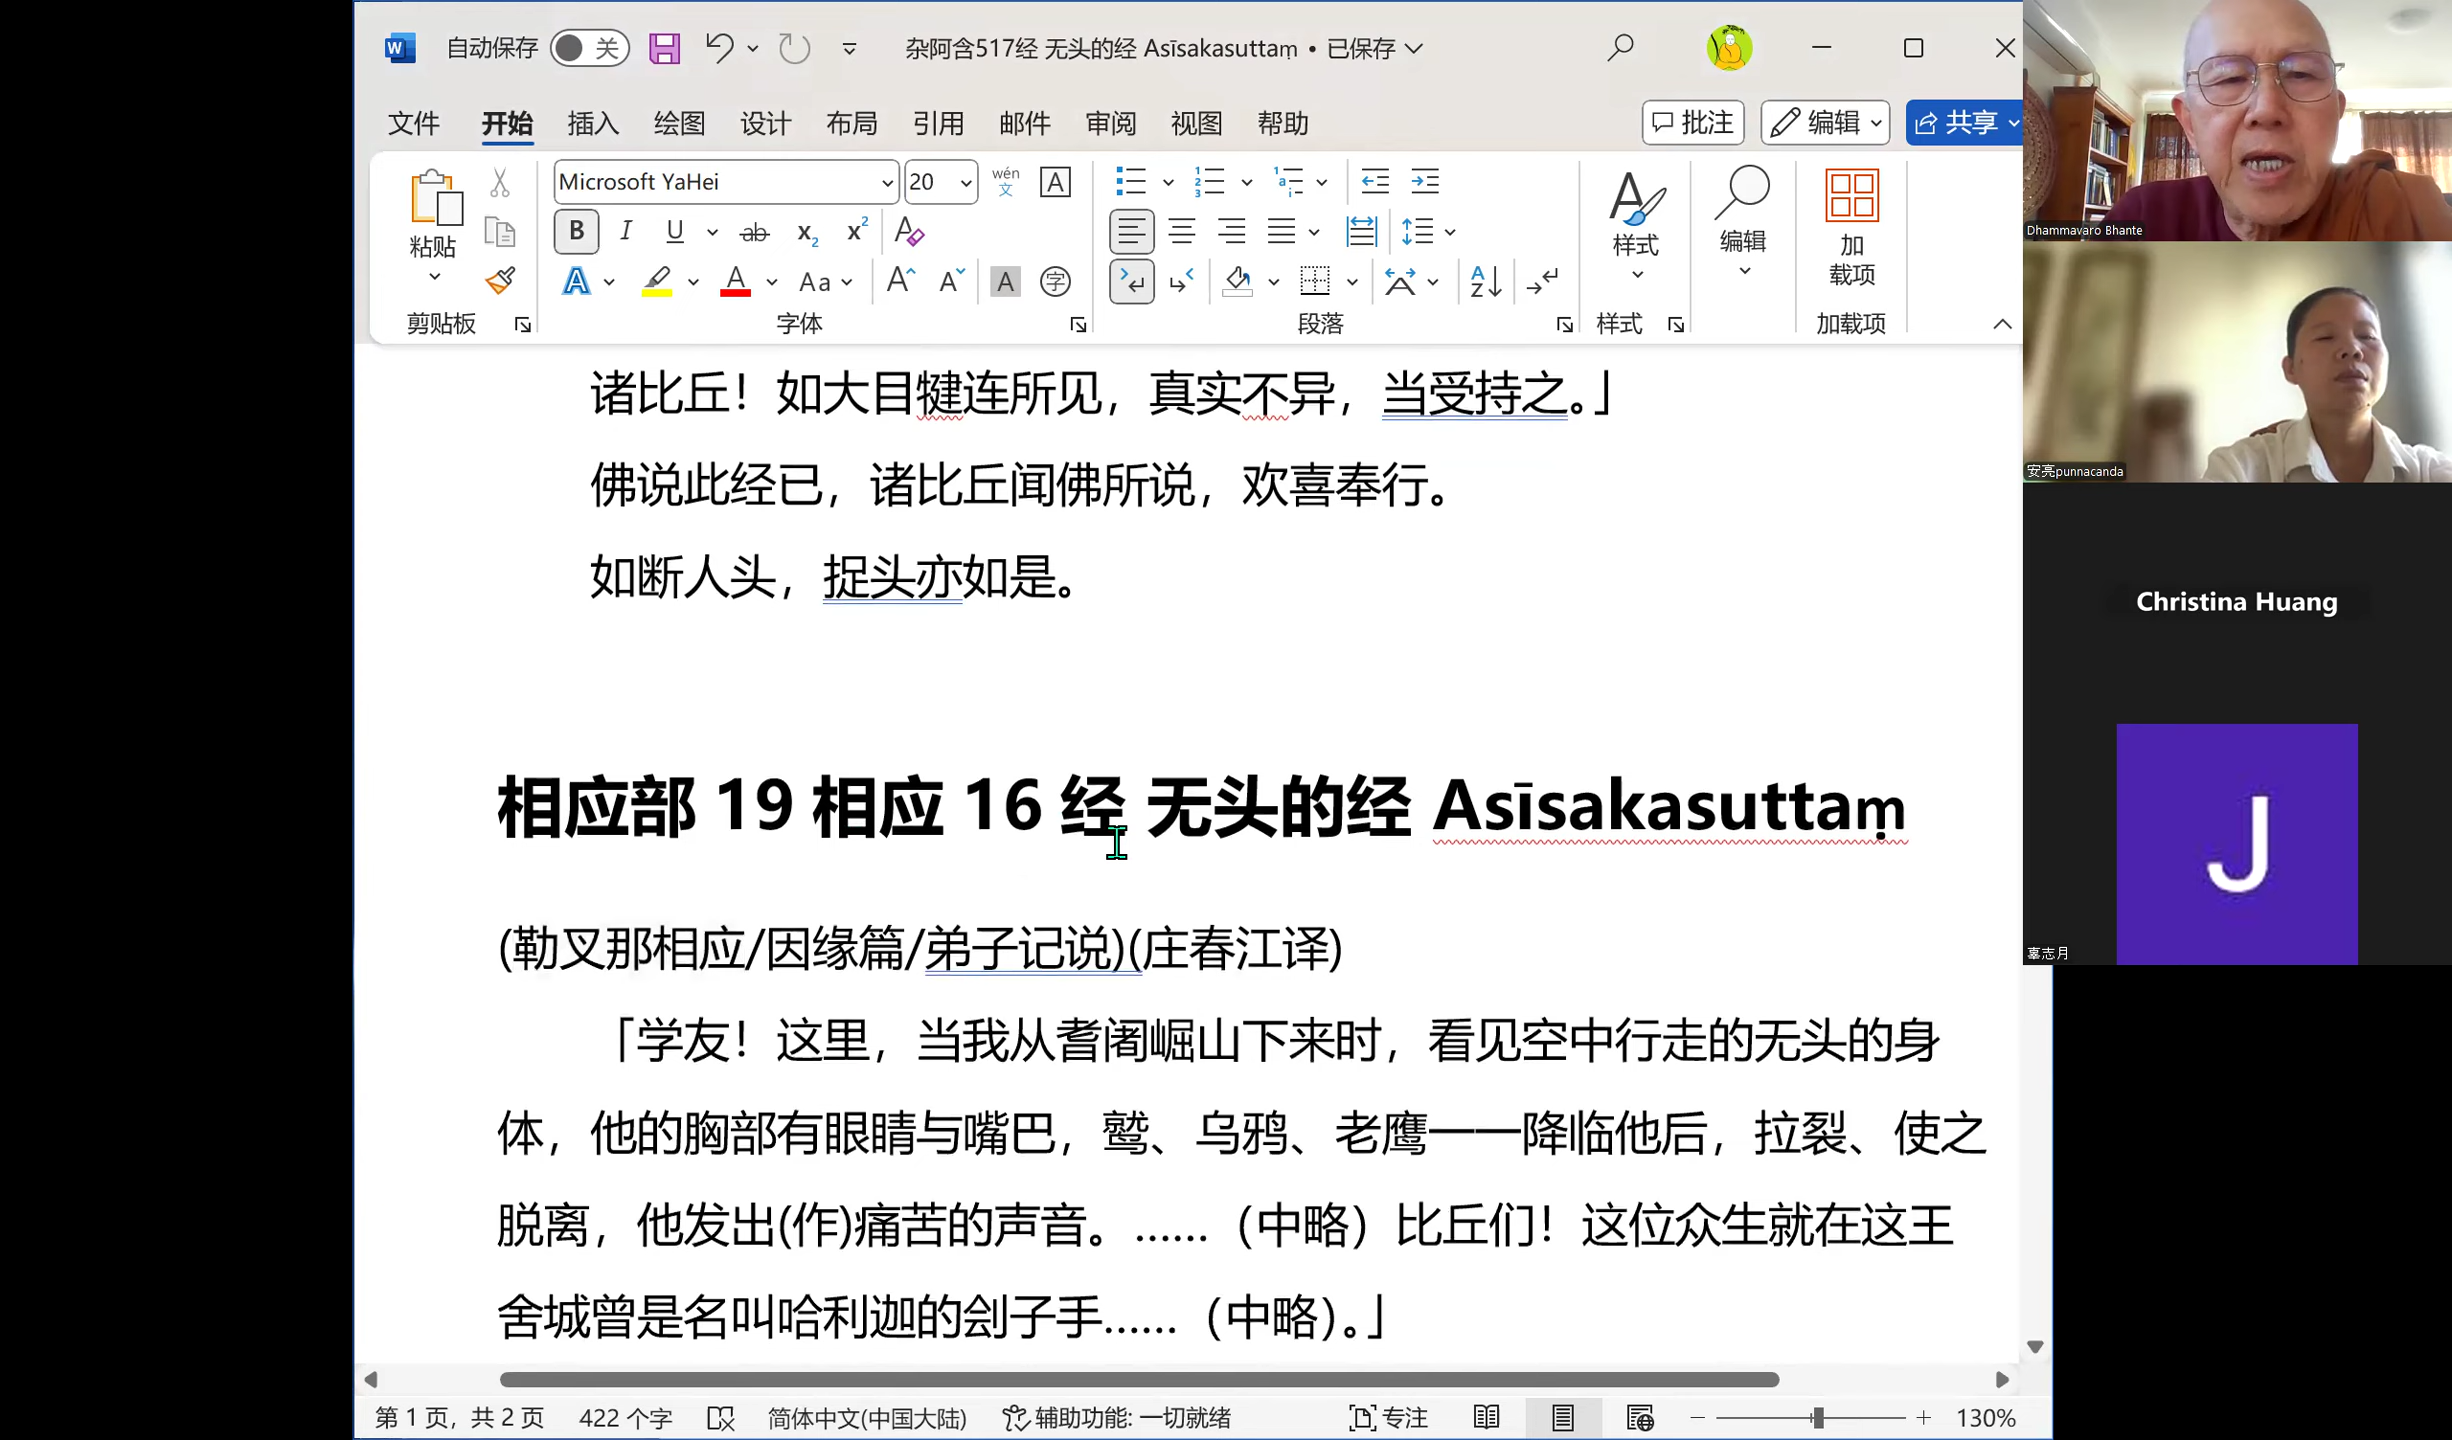 自动保存 关 杂阿含517经 无头的经 Asīsakasuttaṃ • 已保存
文件 开始 插入 绘图 设计 布局 引用 邮件 审阅 视图 帮助 批注 编辑 共享
粘贴
剪贴板
Microsoft YaHei 20
字体
段落
样式
样式
编辑
加
载项
加载项
诸比丘！如大目犍连所见，真实不异，当受持之。」
佛说此经已，诸比丘闻佛所说，欢喜奉行。
如断人头，捉头亦如是。
相应部 19 相应 16 经 无头的经 Asīsakasuttaṃ
(勒叉那相应/因缘篇/弟子记说)(庄春江译)
「学友！这里，当我从耆阇崛山下来时，看见空中行走的无头的身
体，他的胸部有眼睛与嘴巴，鹫、乌鸦、老鹰一一降临他后，拉裂、使之
脱离，他发出(作)痛苦的声音。……（中略）比丘们！这位众生就在这王
舍城曾是名叫哈利迦的刽子手……（中略）。」
第 1 页，共 2 页 422 个字 简体中文(中国大陆) 辅助功能: 一切就绪 专注 130%
Dhammavaro Bhante
安亮punnacanda
Christina Huang
J
辜志月